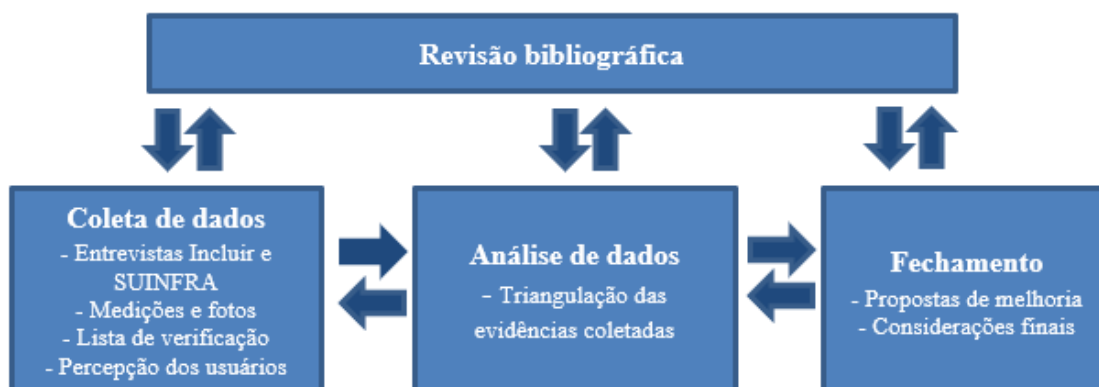 Revisão bibliográfica
Coleta de dados
- Entrevistas Incluir e
SUINFRA
- Medições e fotos
- Lista de verificação
- Percepção dos usuários
Análise de dados
- Triangulação das
evidências coletadas
Fechamento
- Propostas de melhoria
- Considerações finais